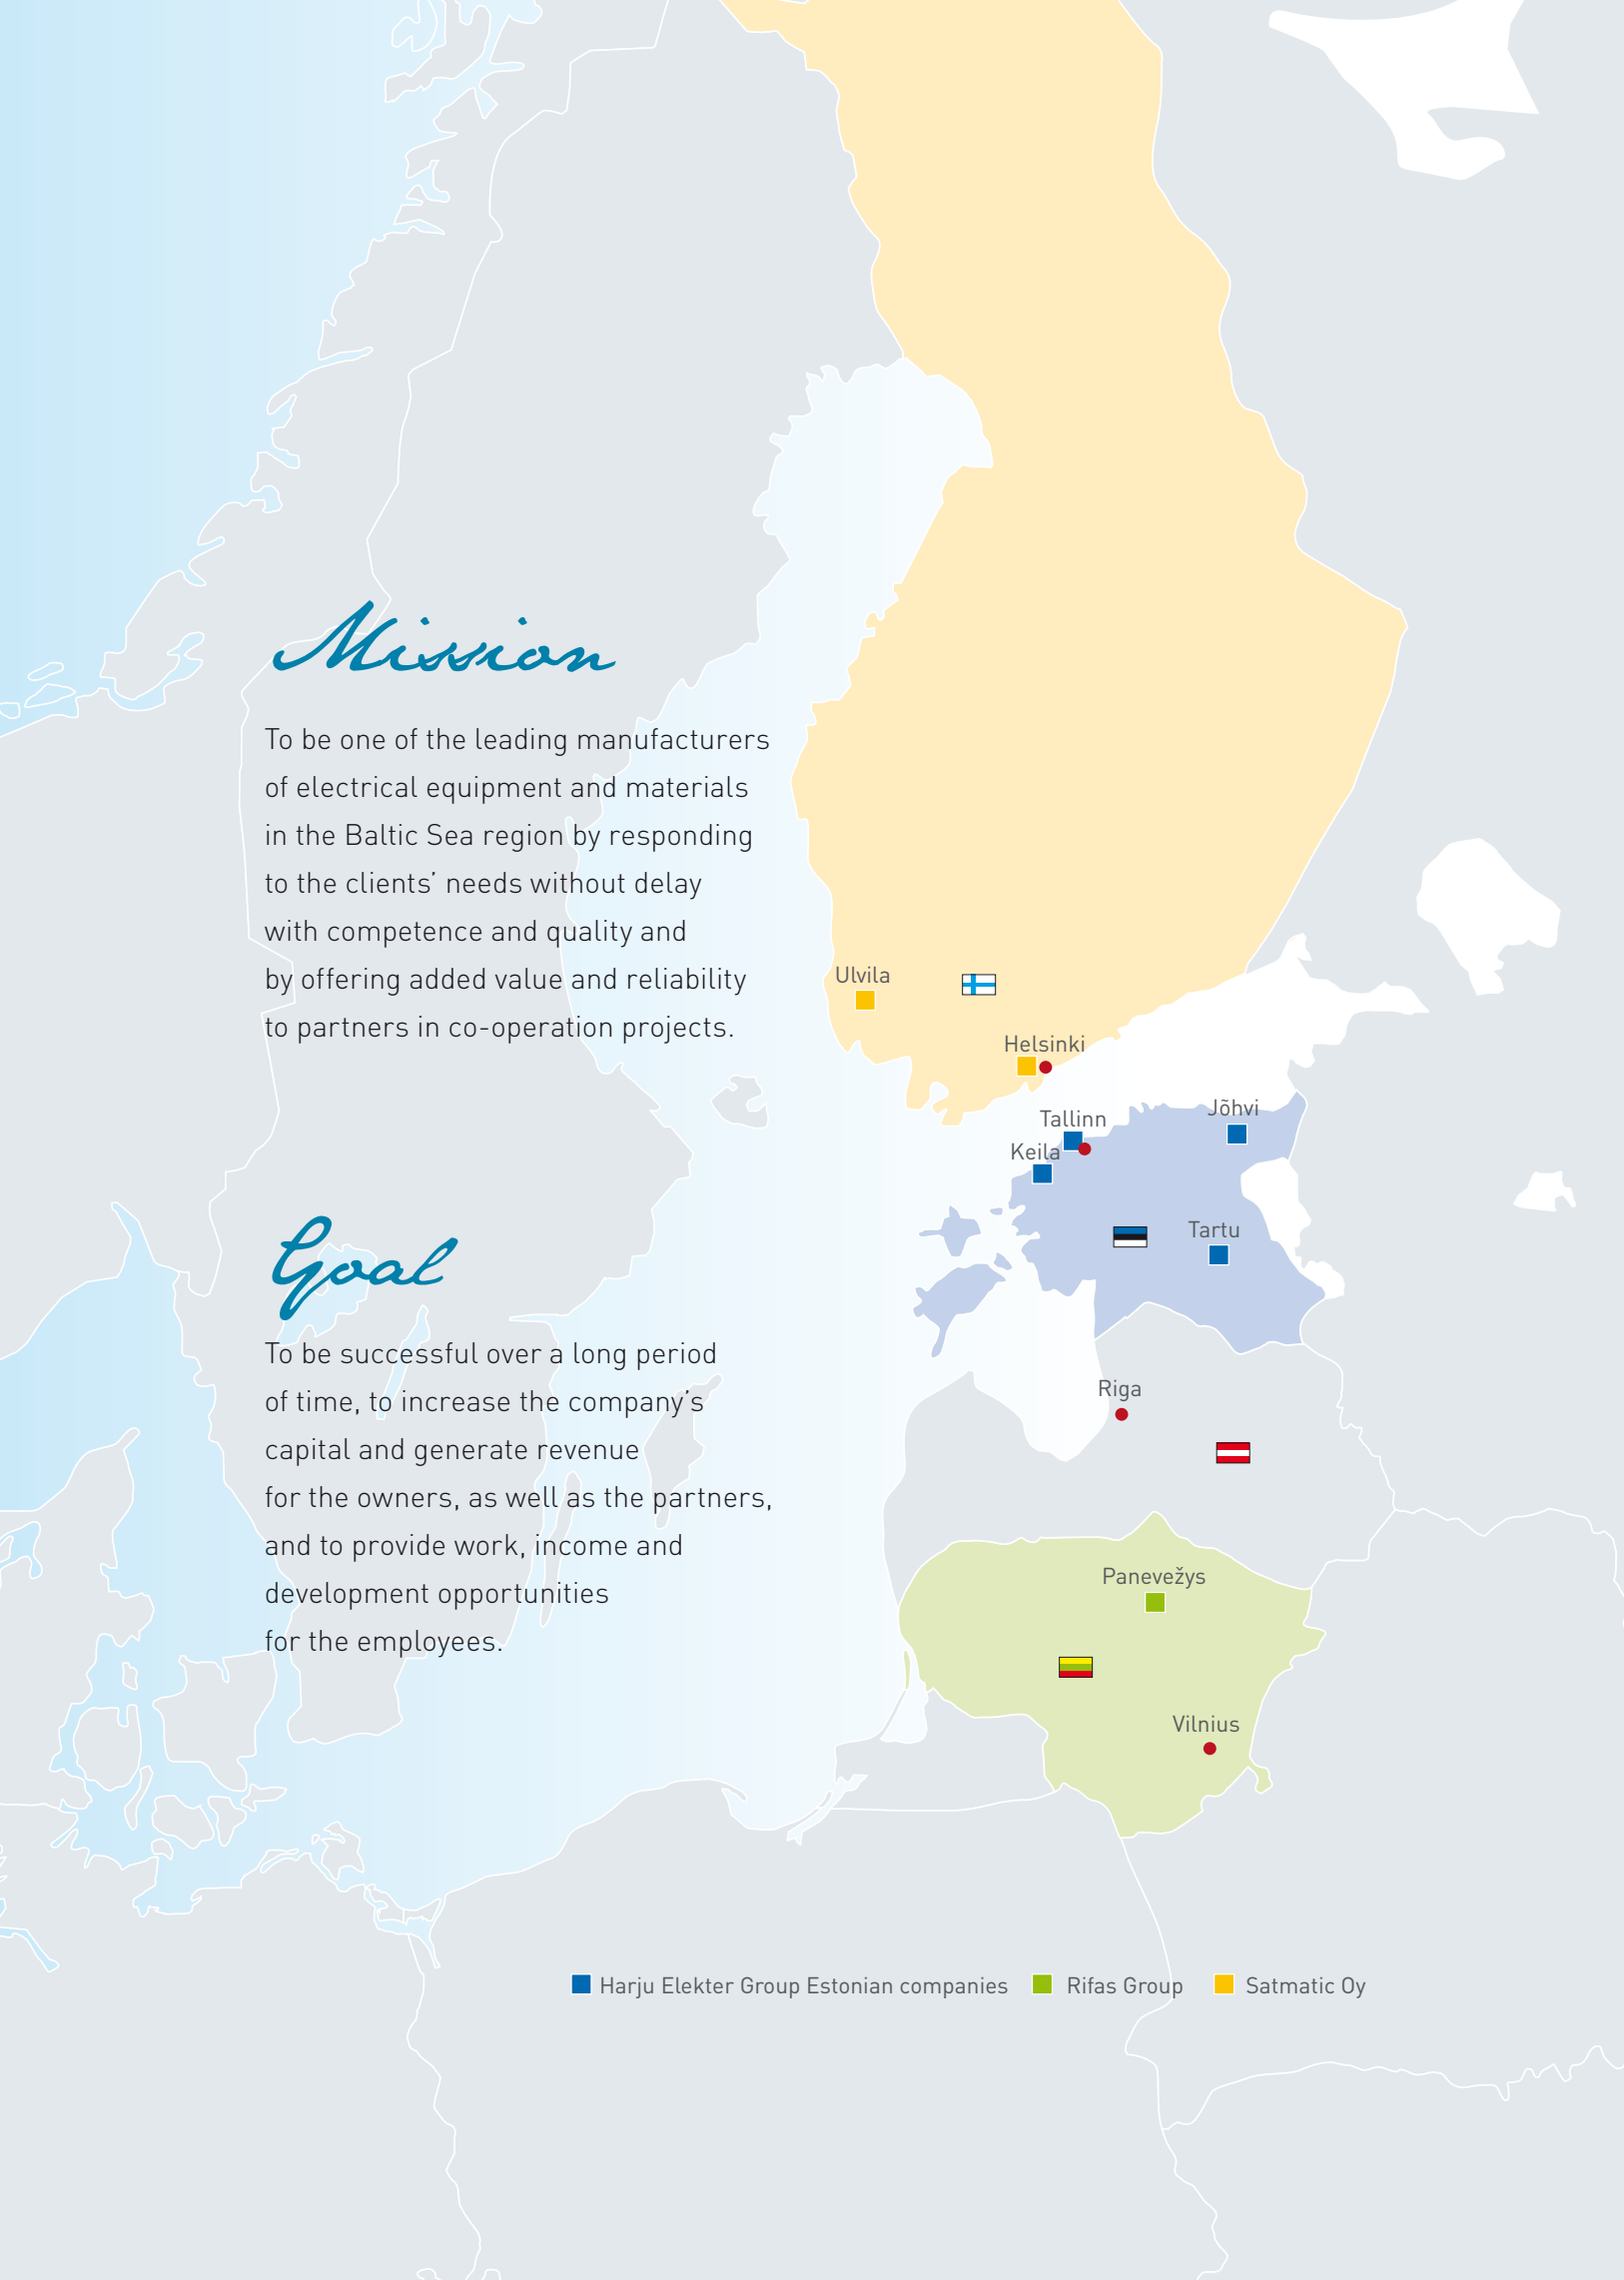 Mission
To be one of the leading manufacturers
of electrical equipment and materials
in the Baltic Sea region by responding
to the clients’ needs without delay
with competence and quality and
by offering added value and reliability
to partners in co-operation projects.
Goal
To be successful over a long period
of time, to increase the company’s
capital and generate revenue
for the owners, as well as the partners,
and to provide work, income and
development opportunities
for the employees.
Ulvila
Helsinki
Tallinn
Jõhvi
Keila
Tartu
Riga
Panevežys
Vilnius
Harju Elekter Group Estonian companies
Rifas Group
Satmatic Oy